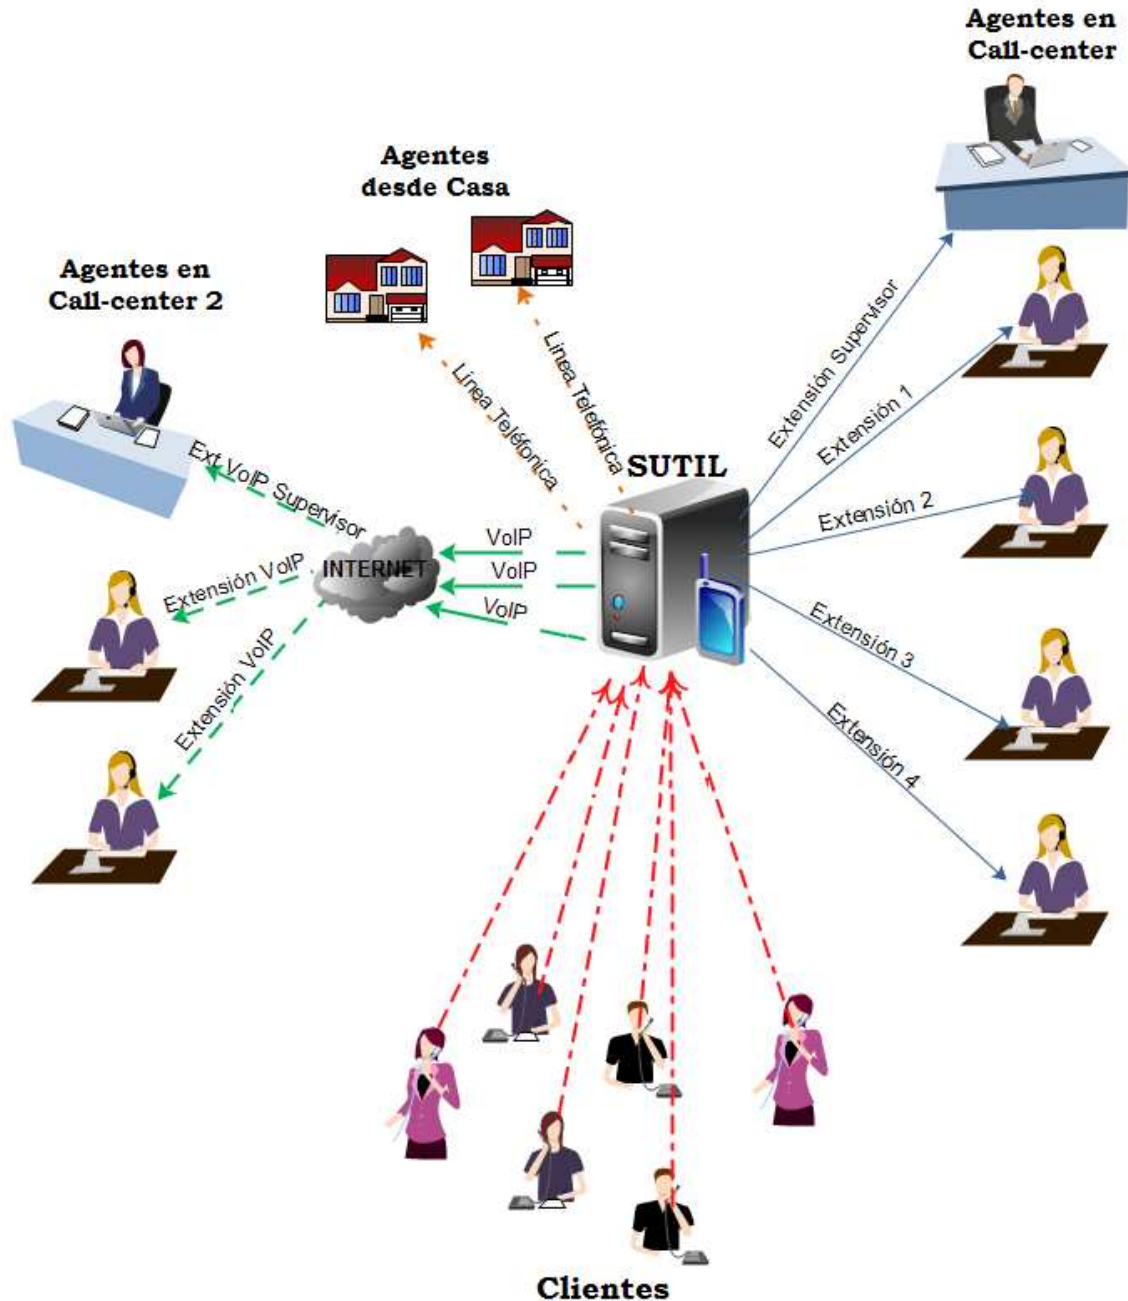 Agentes en
Call-center
Agentes
desde Casa
Agentes en
Call-center 2
Línea Teléfonica
Línea Telefónica
Extensión Supervisor
Extensión 1
Extensión 2
Extensión 3
Extensión 4
SUTIL
Ext VoIP Supervisor
Extensión VoIP
Extensión VoIP
INTERNET
VoIP
VoIP
VoIP
Clientes